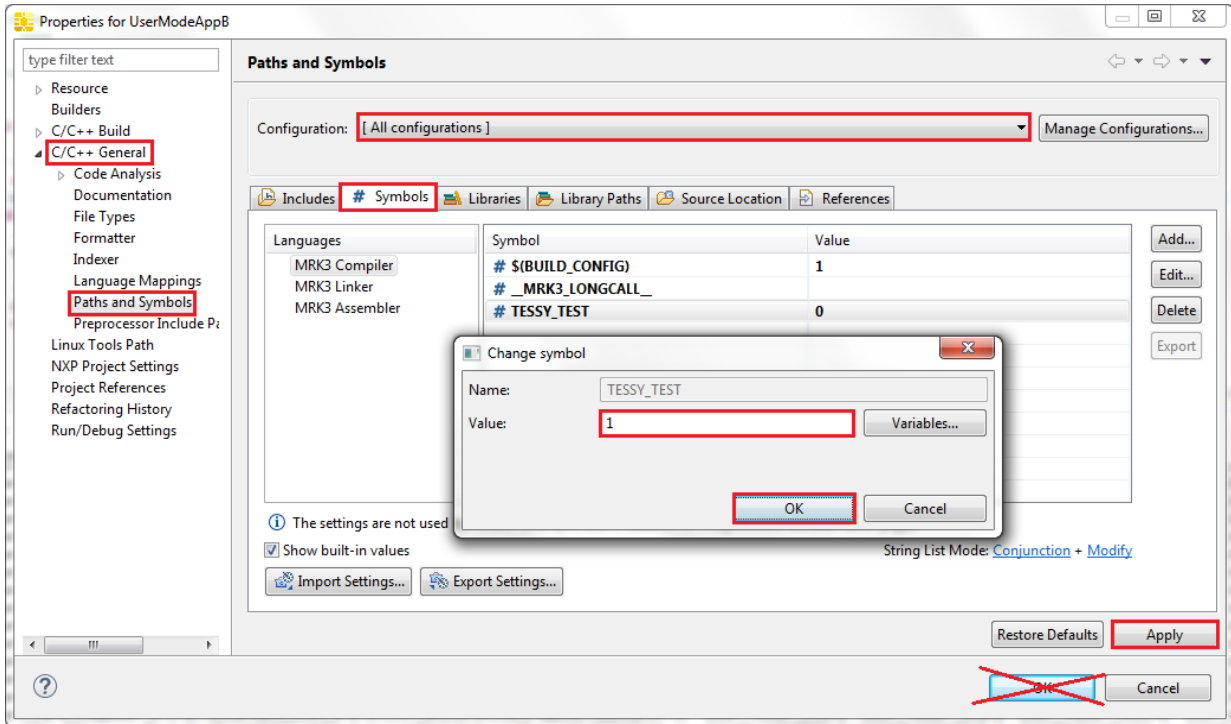 Properties for UserModeAppB
type filter text
Resource
Builders
C/C++ Build
C/C++ General
Code Analysis
Documentation
File Types
Formatter
Indexer
Language Mappings
Paths and Symbols
Preprocessor Include Pa
Linux Tools Path
NXP Project Settings
Project References
Refactoring History
Run/Debug Settings
Paths and Symbols
Configuration: [ All configurations ] Manage Configurations...
Includes # Symbols Libraries Library Paths Source Location References
Languages
MRK3 Compiler
MRK3 Linker
MRK3 Assembler
Symbol Value
# $(BUILD_CONFIG) 1
# __MRK3_LONGCALL__
# TESSY_TEST 0
Add...
Edit...
Delete
Export
Change symbol
Name: TESSY_TEST
Value: 1 Variables...
OK Cancel
The settings are not used
Show built-in values
String List Mode: Conjunction + Modify
Import Settings... Export Settings...
Restore Defaults Apply
OK Cancel